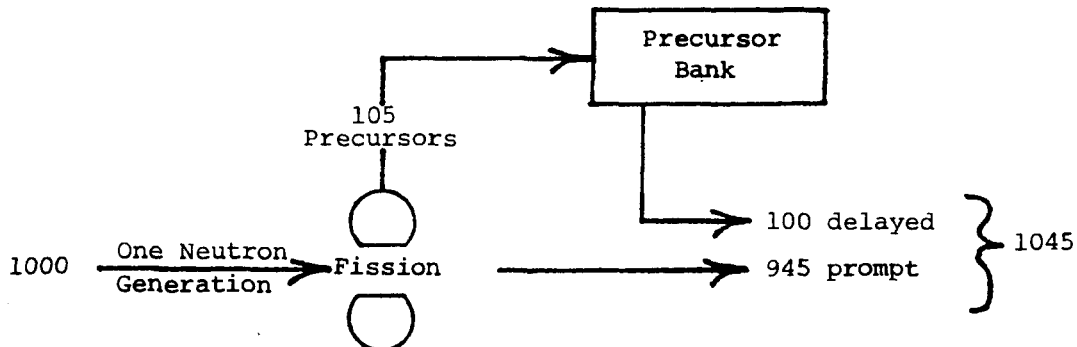 Precursor
Bank
105
Precursors
100 delayed
1045
1000
One Neutron
Generation
Fission
945 prompt